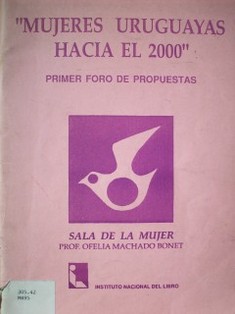 "MUJERES URUGUAYAS
HACIA EL 2000"
PRIMER FORO DE PROPUESTAS
SALA DE LA MUJER
PROF. OFELIA MACHADO BONET
INSTITUTO NACIONAL DEL LIBRO